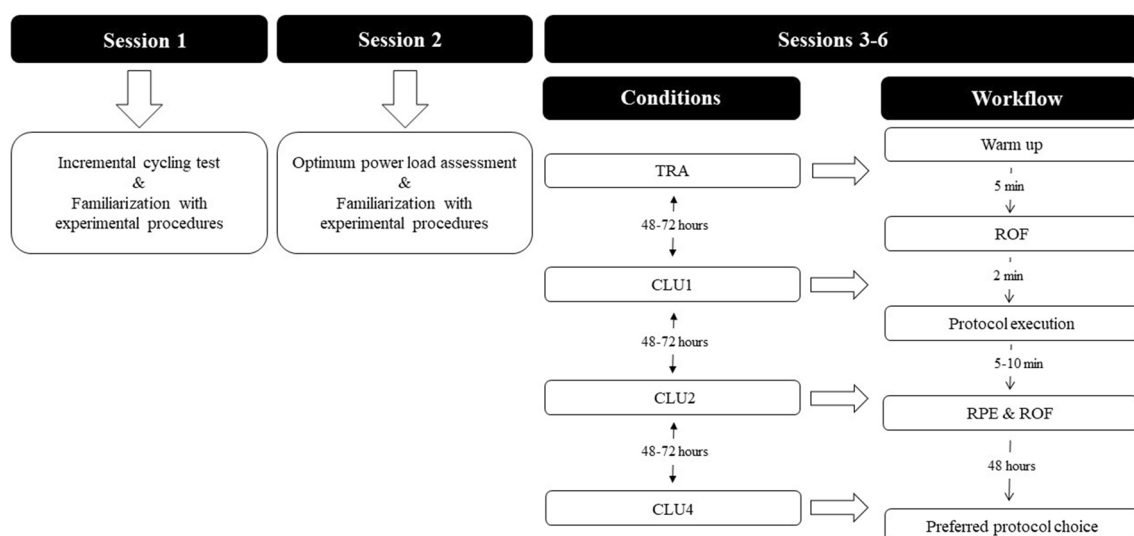 Session 1
Session 2
Sessions 3-6
Incremental cycling test
&
Familiarization with
experimental procedures
Optimum power load assessment
&
Familiarization with
experimental procedures
Conditions
TRA
48-72 hours
CLU1
48-72 hours
CLU2
48-72 hours
CLU4
Workflow
Warm up
5 min
ROF
2 min
Protocol execution
5-10 min
RPE & ROF
48 hours
Preferred protocol choice